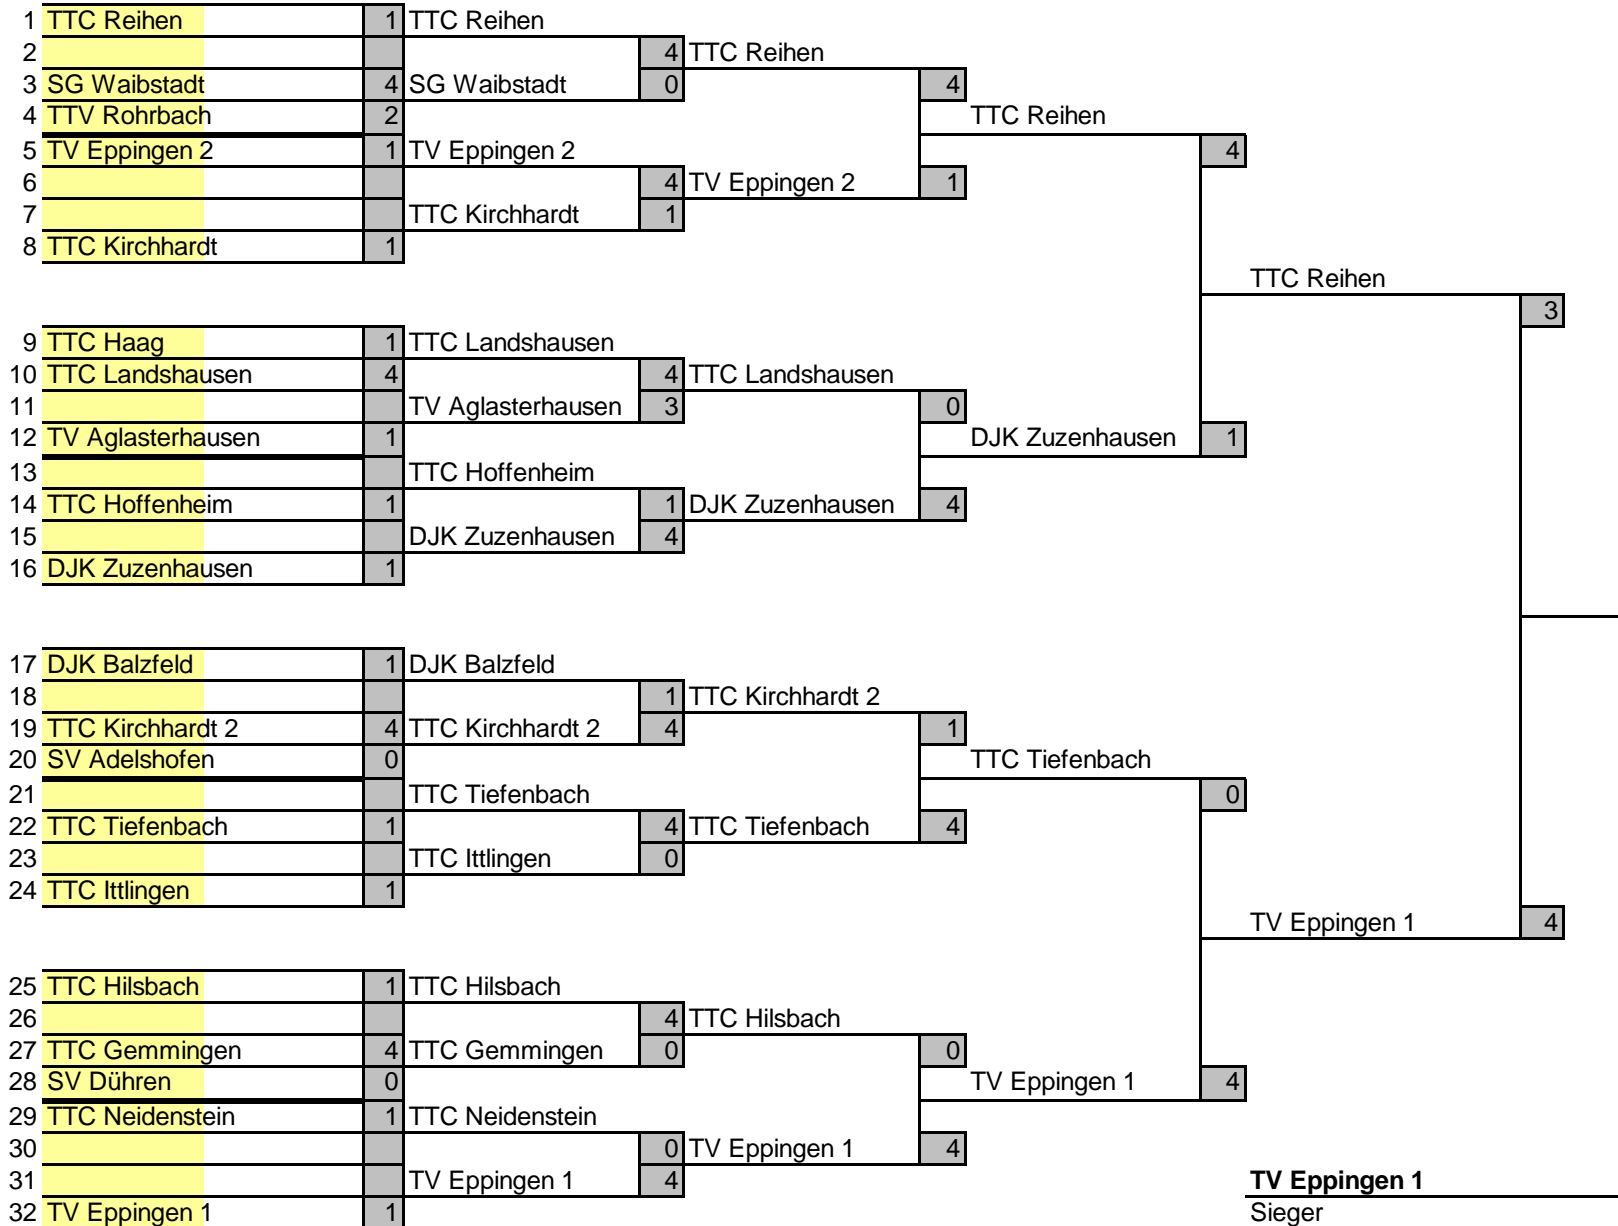 1 TTC Reihen 1 TTC Reihen
2 4 TTC Reihen
3 SG Waibstadt 4 SG Waibstadt 0 4
4 TTV Rohrbach 2 TTC Reihen
5 TV Eppingen 2 1 TV Eppingen 2 4
6 4 TV Eppingen 2 1
7 TTC Kirchhardt 1
8 TTC Kirchhardt 1
TTC Reihen
3
9 TTC Haag 1 TTC Landshausen
10 TTC Landshausen 4 4 TTC Landshausen
11 TV Aglasterhausen 3 0
12 TV Aglasterhausen 1 DJK Zuzenhausen 1
13 TTC Hoffenheim
14 TTC Hoffenheim 1 1 DJK Zuzenhausen 4
15 DJK Zuzenhausen 4
16 DJK Zuzenhausen 1
17 DJK Balzfeld 1 DJK Balzfeld
18 1 TTC Kirchhardt 2
19 TTC Kirchhardt 2 4 TTC Kirchhardt 2 4 1
20 SV Adelshofen 0 TTC Tiefenbach
21 TTC Tiefenbach 0
22 TTC Tiefenbach 1 4 TTC Tiefenbach 4
23 TTC Ittlingen 0
24 TTC Ittlingen 1
TV Eppingen 1 4
25 TTC Hilsbach 1 TTC Hilsbach
26 4 TTC Hilsbach
27 TTC Gemmingen 4 TTC Gemmingen 0 0
28 SV Dühren 0 TV Eppingen 1 4
29 TTC Neidenstein 1 TTC Neidenstein
30 0 TV Eppingen 1 4
31 TV Eppingen 1 4 TV Eppingen 1
32 TV Eppingen 1 1 Sieger